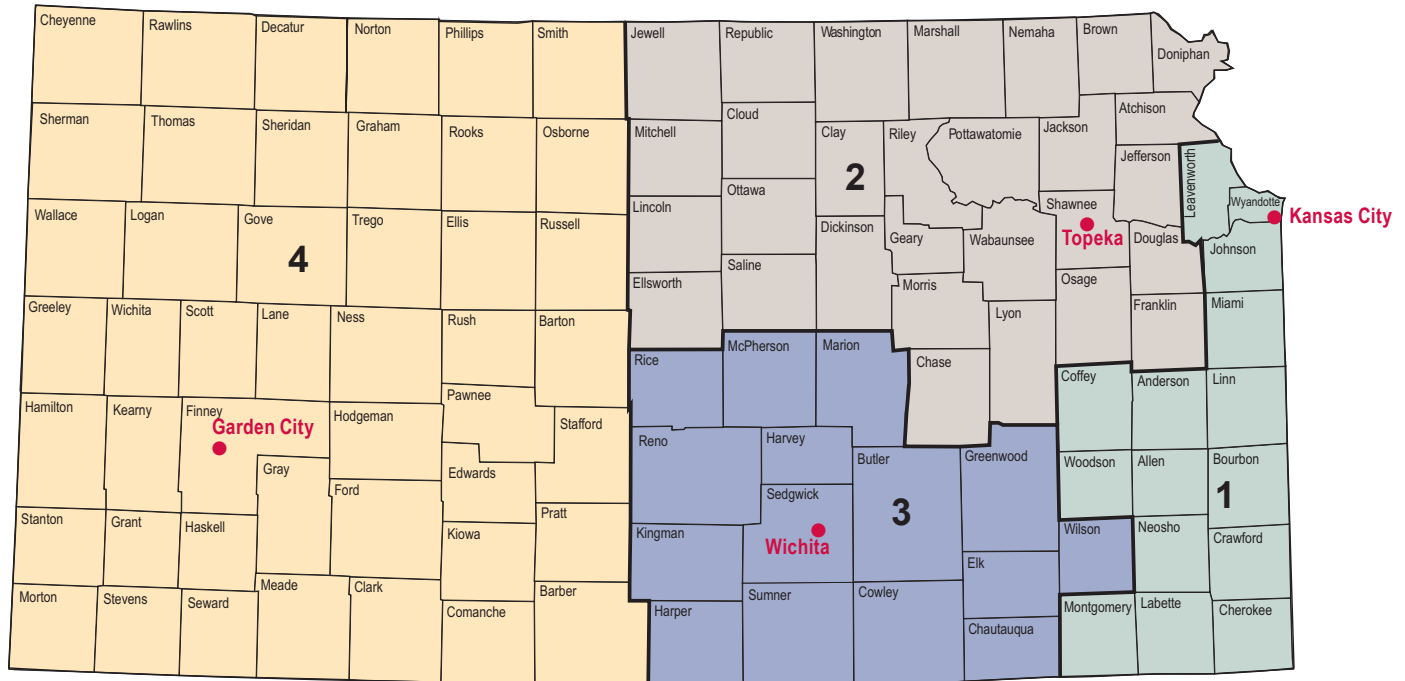 Cheyenne
Rawlins
Decatur
Norton
Phillips
Smith
Jewell
Republic
Washington
Marshall
Nemaha
Brown
Doniphan
Sherman
Thomas
Sheridan
Graham
Rooks
Osborne
Mitchell
Cloud
Clay
Riley
Pottawatomie
Jackson
Atchison
Jefferson
Leavenworth
Wyandotte
Kansas City
2
Wallace
Logan
Gove
Trego
Ellis
Russell
Lincoln
Ottawa
Dickinson
Geary
Wabaunsee
Shawnee
Topeka
Douglas
Johnson
4
Ellsworth
Saline
Morris
Lyon
Osage
Franklin
Miami
Greeley
Wichita
Scott
Lane
Ness
Rush
Barton
Rice
McPherson
Marion
Chase
Coffey
Anderson
Linn
Hamilton
Kearny
Finney
Garden City
Hodgeman
Pawnee
Stafford
Reno
Harvey
Butler
Greenwood
Woodson
Allen
Bourbon
1
Gray
Ford
Edwards
Sedgwick
Wichita
3
Stanton
Grant
Haskell
Kiowa
Pratt
Kingman
Elk
Wilson
Neosho
Crawford
Morton
Stevens
Seward
Meade
Clark
Comanche
Barber
Harper
Sumner
Cowley
Chautauqua
Montgomery
Labette
Cherokee